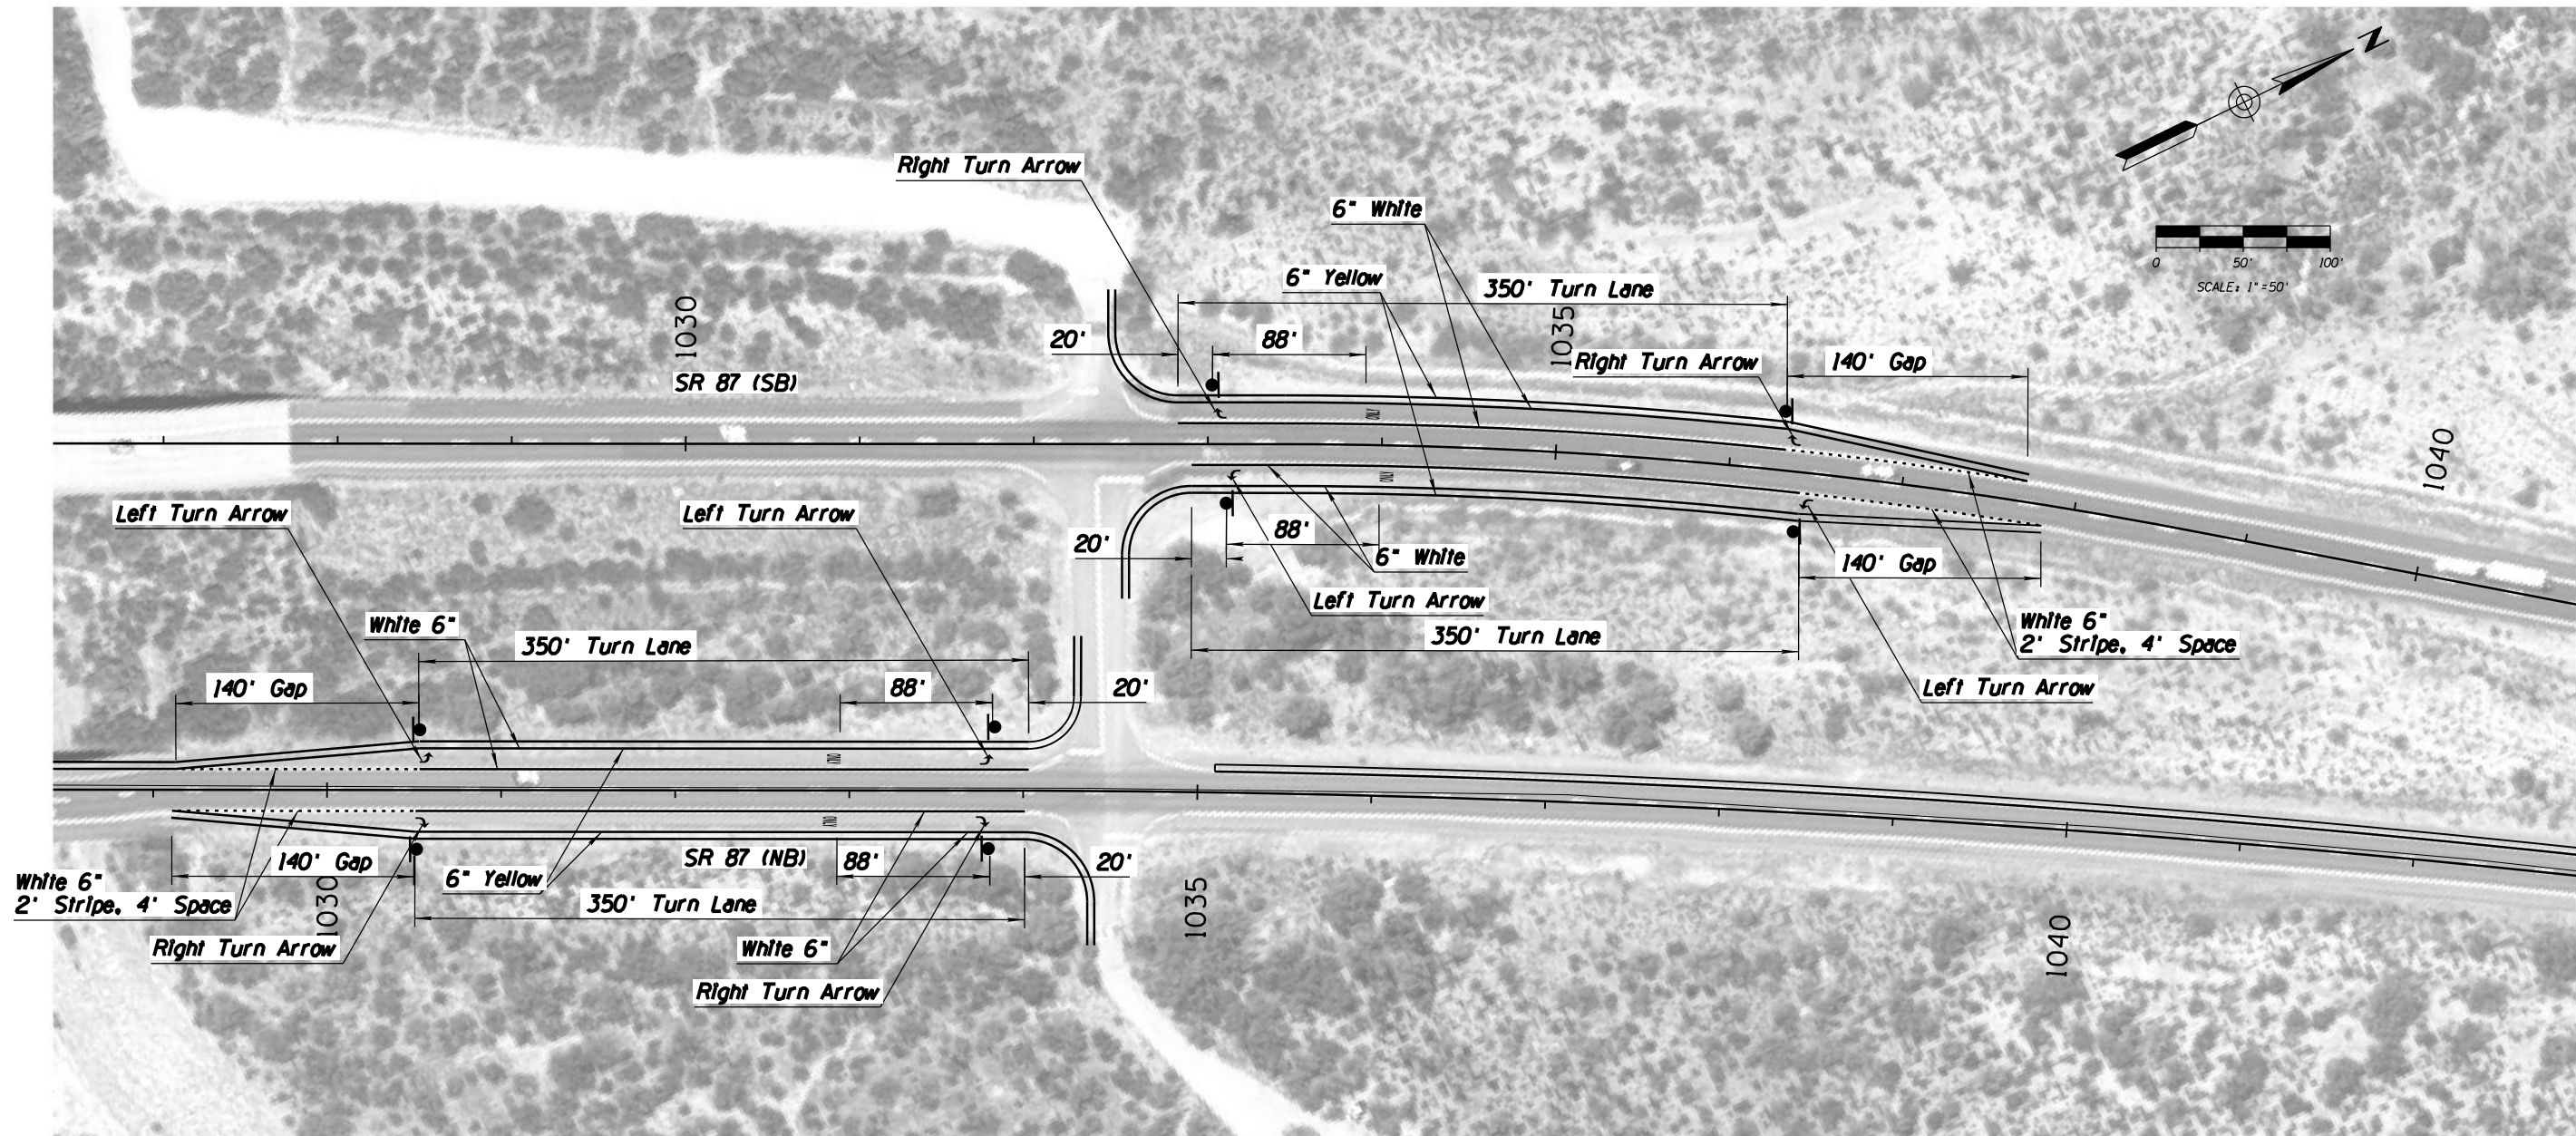 N
Right Turn Arrow
6" White
0 50' 100'
SCALE: 1"=50'
6" Yellow
350' Turn Lane
1030
1035
20'
88'
Right Turn Arrow
140' Gap
SR 87 (SB)
ONLY
1040
ONLY
Left Turn Arrow
Left Turn Arrow
88'
20'
6" White
140' Gap
Left Turn Arrow
White 6"
350' Turn Lane
350' Turn Lane
White 6"
2' Stripe, 4' Space
140' Gap
88'
20'
Left Turn Arrow
ONLY
ONLY
140' Gap
SR 87 (NB)
88'
20'
White 6"
2' Stripe, 4' Space
6" Yellow
350' Turn Lane
1030
1035
Right Turn Arrow
White 6"
1040
Right Turn Arrow